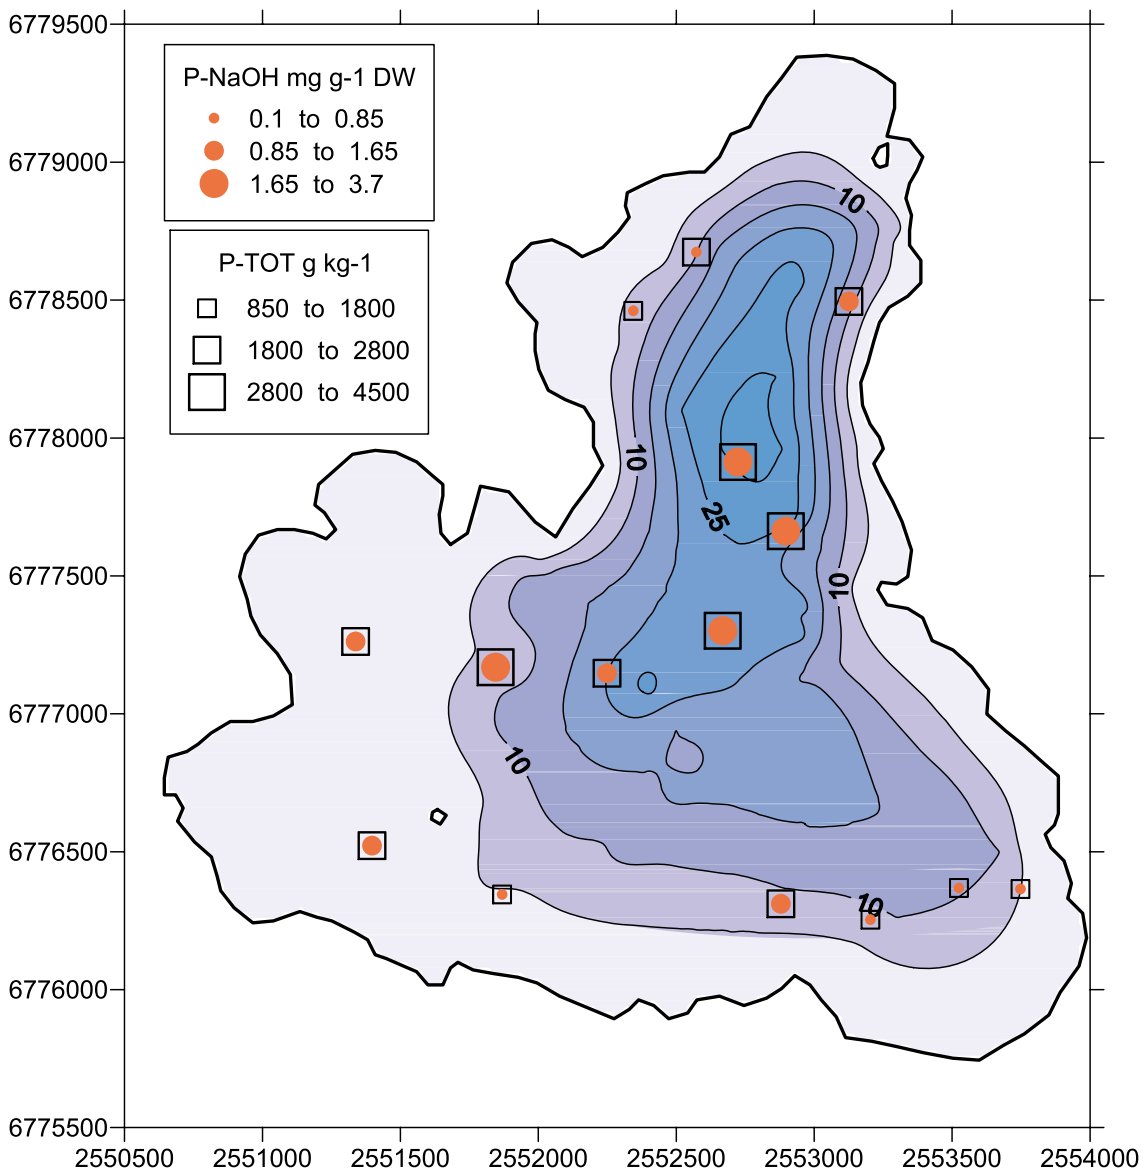 6779500
P-NaOH mg g-1 DW
0.1 to 0.85
0.85 to 1.65
1.65 to 3.7
6779000
10
P-TOT g kg-1
850 to 1800
1800 to 2800
2800 to 4500
6778500
6778000
10
25
6777500
10
6777000
10
6776500
10
6776000
6775500
2550500 2551000 2551500 2552000 2552500 2553000 2553500 2554000